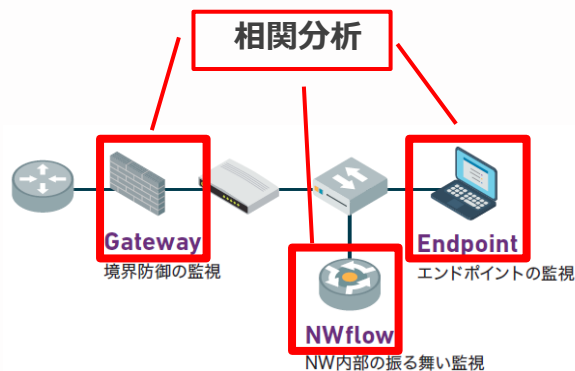 相関分析
Gateway
境界防御の監視
Endpoint
エンドポイントの監視
NWflow
NW内部の振る舞い監視